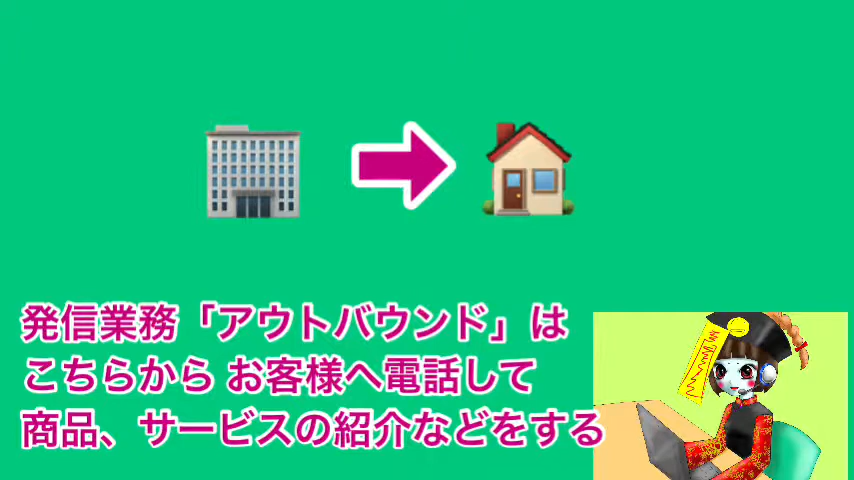 発信業務「アウトバウンド」は
こちらから お客様へ電話して
商品、サービスの紹介などをする